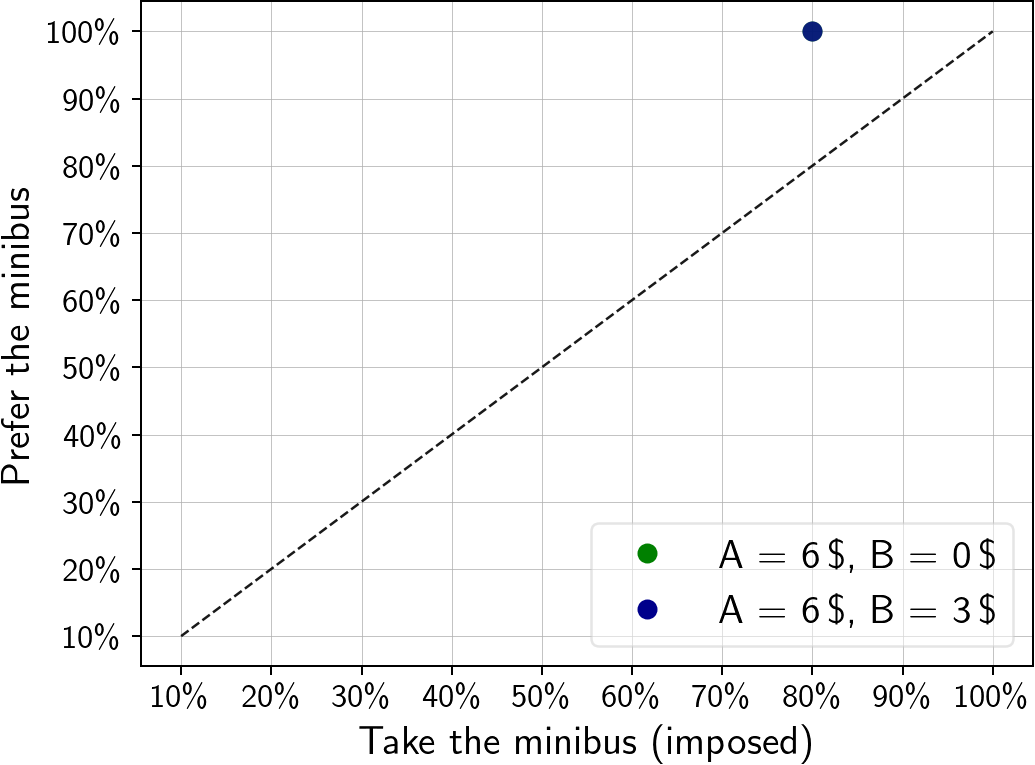 100%
90%
80%
70%
60%
50%
40%
30%
20%
10%
Prefer the minibus
A = 6 $, B = 0 $
A = 6 $, B = 3 $
10% 20% 30% 40% 50% 60% 70% 80% 90% 100%
Take the minibus (imposed)